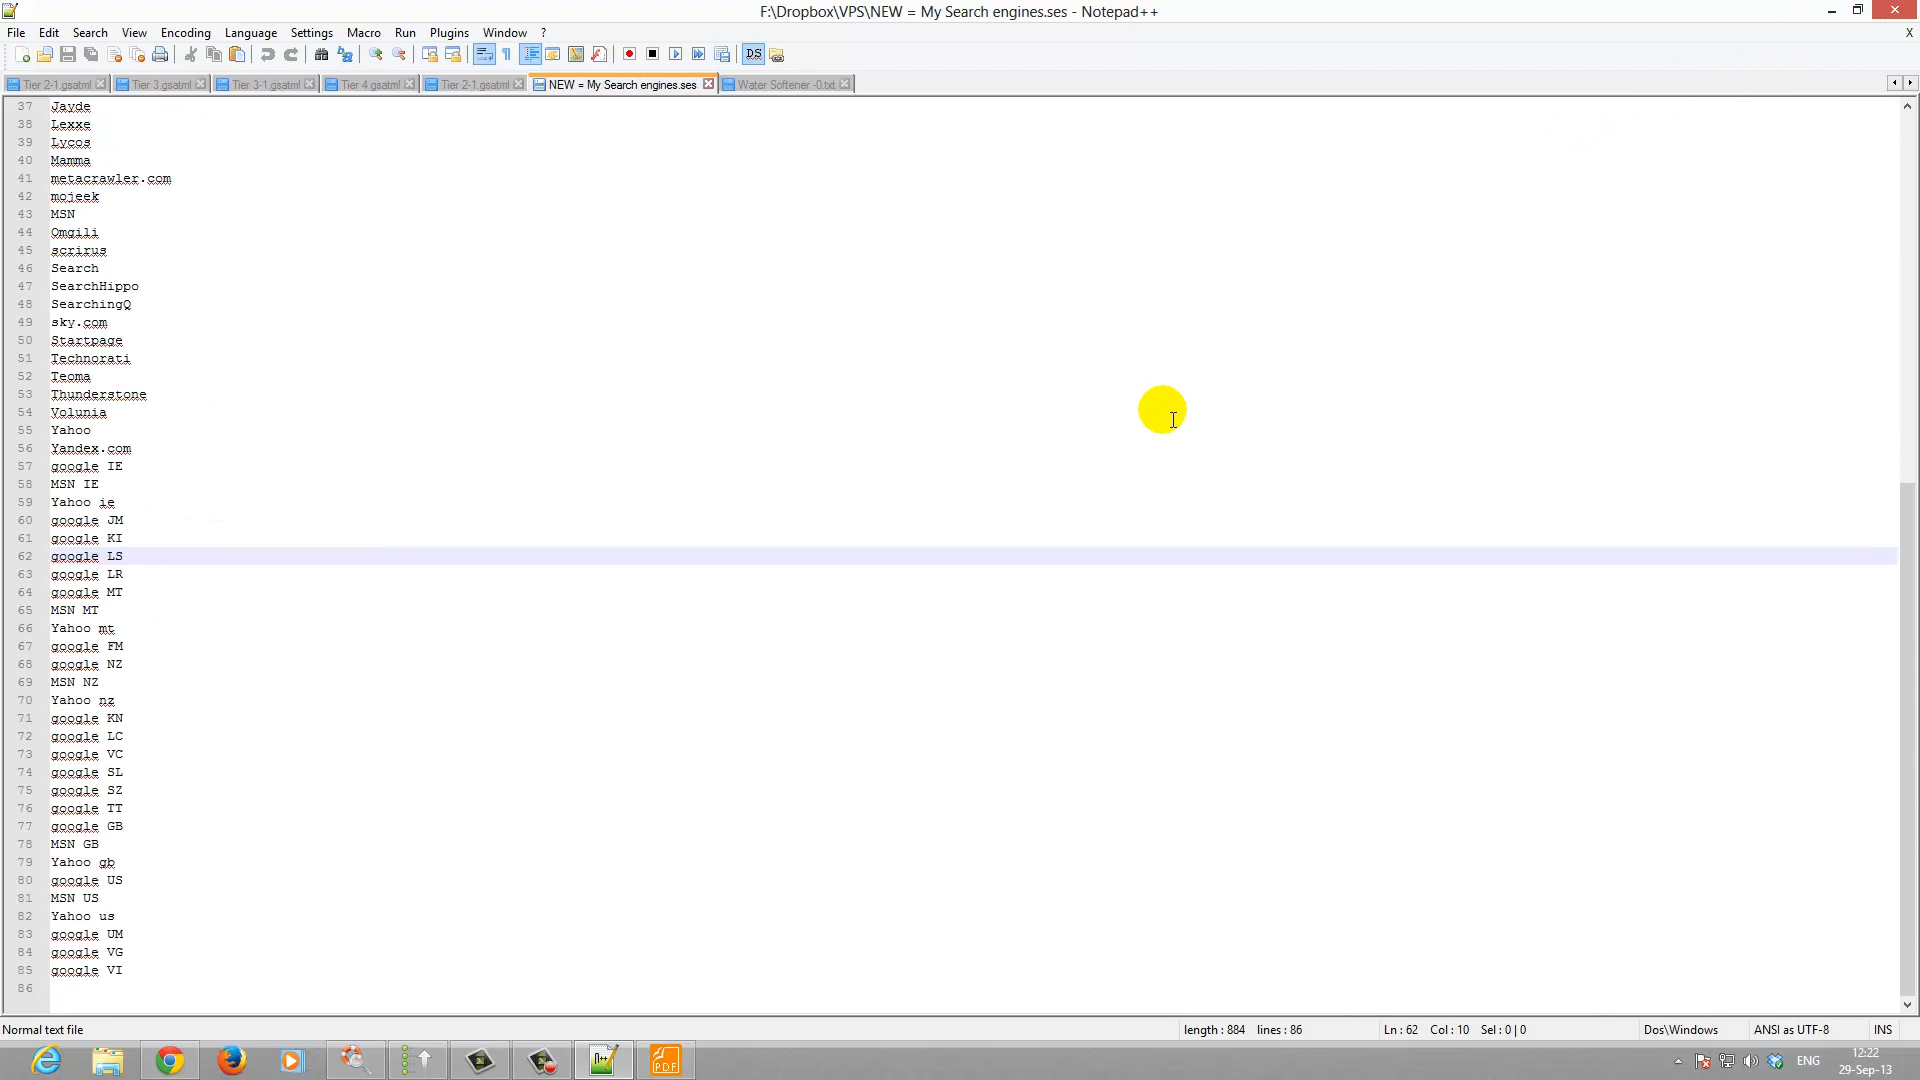 F:\Dropbox\VPS\NEW = My Search engines.ses - Notepad++
File Edit Search View Encoding Language Settings Macro Run Plugins Window ? X
Tier 2-1.gsatml Tier 3.gsatml Tier 3-1.gsatml Tier 4.gsatml Tier 2-1.gsatml NEW = My Search engines.ses Water Softener -0.txt
37 Jayde
38 Lexxe
39 Lycos
40 Mamma
41 metacrawler.com
42 mojeek
43 MSN
44 Omgili
45 scrirus
46 Search
47 SearchHippo
48 SearchingQ
49 sky.com
50 Startpage
51 Technorati
52 Teoma
53 Thunderstone
54 Volunia
55 Yahoo
56 Yandex.com
57 google IE
58 MSN IE
59 Yahoo ie
60 google JM
61 google KI
62 google LS
63 google LR
64 google MT
65 MSN MT
66 Yahoo mt
67 google FM
68 google NZ
69 MSN NZ
70 Yahoo nz
71 google KN
72 google LC
73 google VC
74 google SL
75 google SZ
76 google TT
77 google GB
78 MSN GB
79 Yahoo gb
80 google US
81 MSN US
82 Yahoo us
83 google UM
84 google VG
85 google VI
86
Normal text file length : 884 lines : 86 Ln : 62 Col : 10 Sel : 0 | 0 Dos\Windows ANSI as UTF-8 INS
PDF ENG 12:22
29-Sep-13